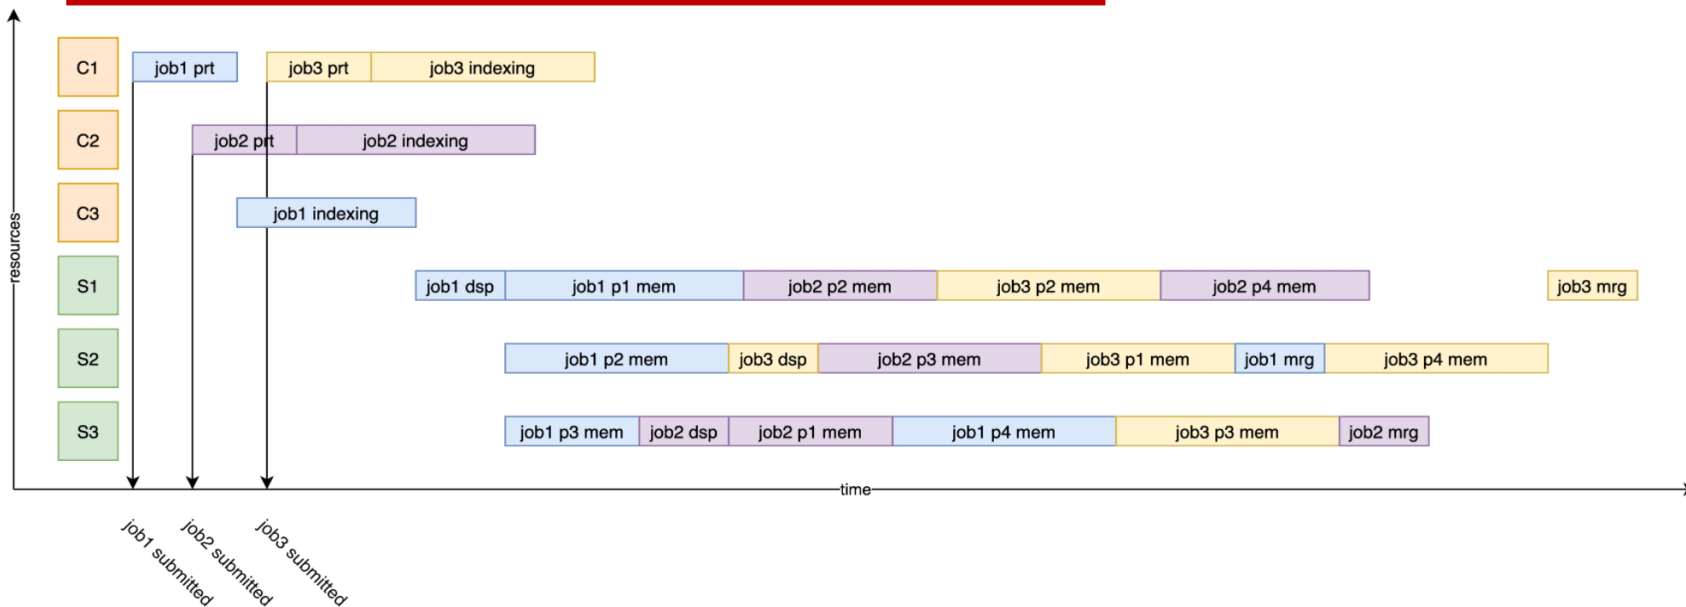 C1
job1 prt
job3 prt
job3 indexing
C2
job2 prt
job2 indexing
C3
job1 indexing
resources
S1
job1 dsp
job1 p1 mem
job2 p2 mem
job3 p2 mem
job2 p4 mem
job3 mrg
S2
job1 p2 mem
job3 dsp
job2 p3 mem
job3 p1 mem
job1 mrg
job3 p4 mem
S3
job1 p3 mem
job2 dsp
job2 p1 mem
job1 p4 mem
job3 p3 mem
job2 mrg
time
job1 submitted
job2 submitted
job3 submitted